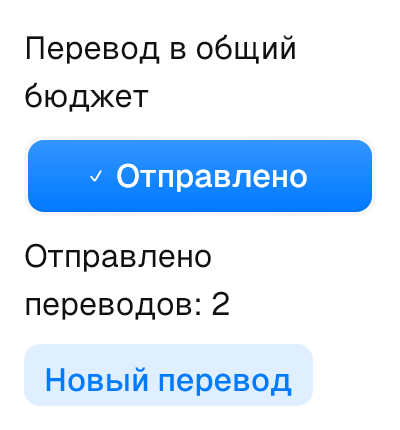 Перевод в общий
бюджет
✓ Отправлено
Отправлено
переводов: 2
Новый перевод